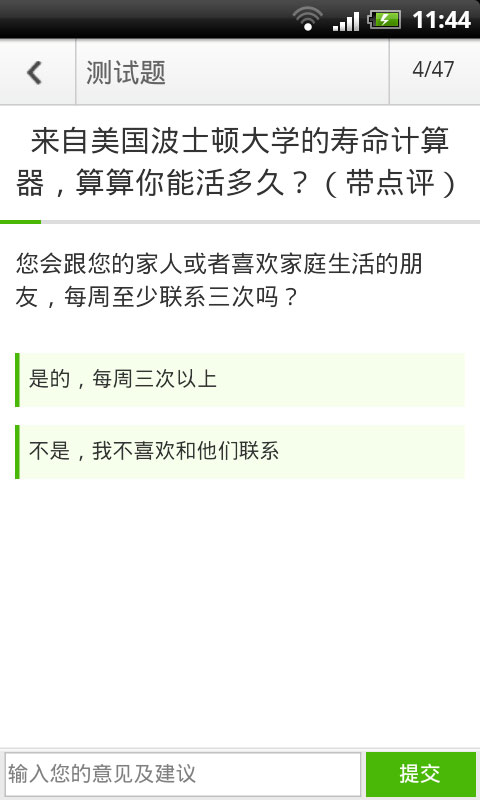 11:44
测试题
4/47
来自美国波士顿大学的寿命计算
器，算算你能活多久？（带点评）
您会跟您的家人或者喜欢家庭生活的朋
友，每周至少联系三次吗？
是的，每周三次以上
不是，我不喜欢和他们联系
输入您的意见及建议
提交